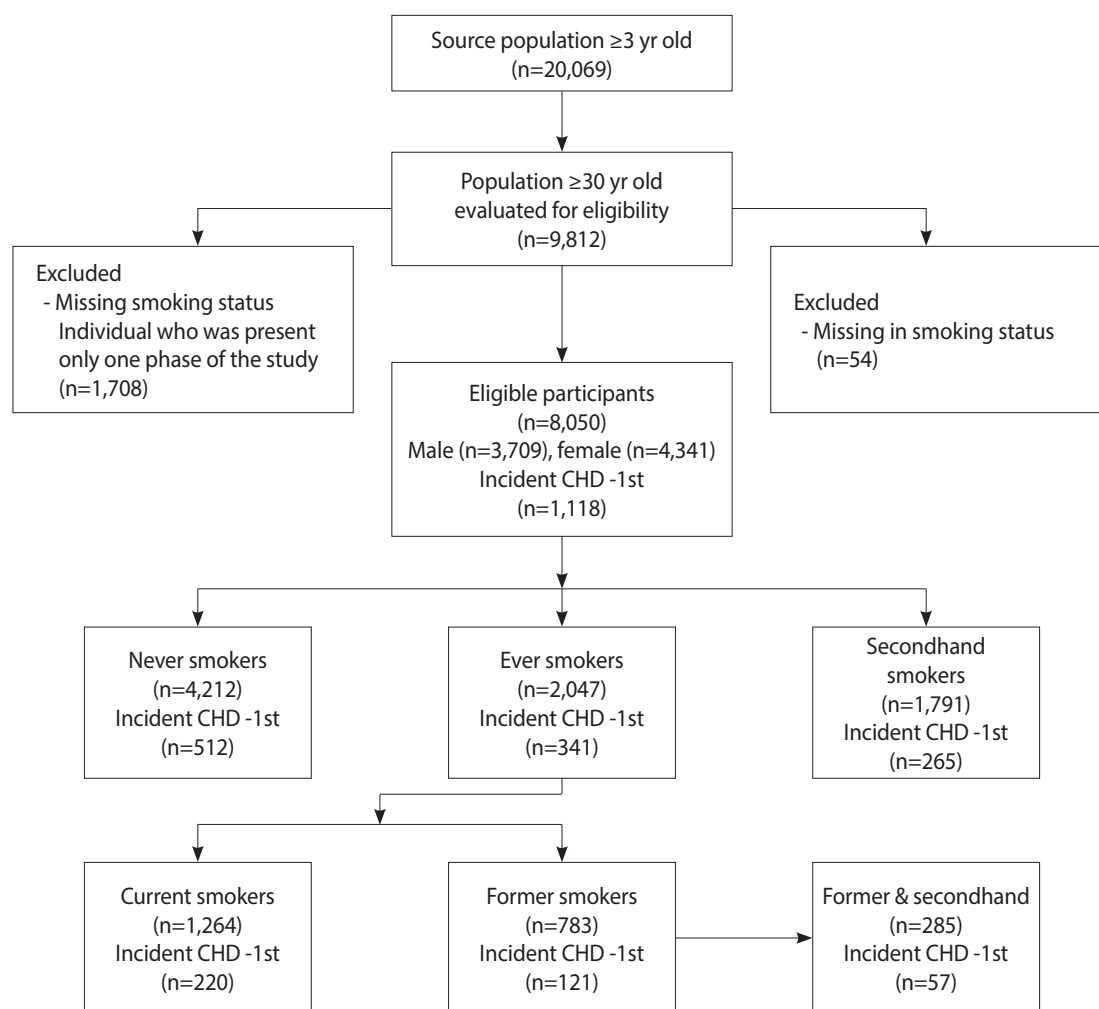 Source population ≥3 yr old
(n=20,069)
Population ≥30 yr old
evaluated for eligibility
(n=9,812)
Excluded
- Missing smoking status
Individual who was present
only one phase of the study
(n=1,708)
Excluded
- Missing in smoking status
(n=54)
Eligible participants
(n=8,050)
Male (n=3,709), female (n=4,341)
Incident CHD -1st
(n=1,118)
Never smokers
(n=4,212)
Incident CHD -1st
(n=512)
Ever smokers
(n=2,047)
Incident CHD -1st
(n=341)
Secondhand
smokers
(n=1,791)
Incident CHD -1st
(n=265)
Current smokers
(n=1,264)
Incident CHD -1st
(n=220)
Former smokers
(n=783)
Incident CHD -1st
(n=121)
Former & secondhand
(n=285)
Incident CHD -1st
(n=57)